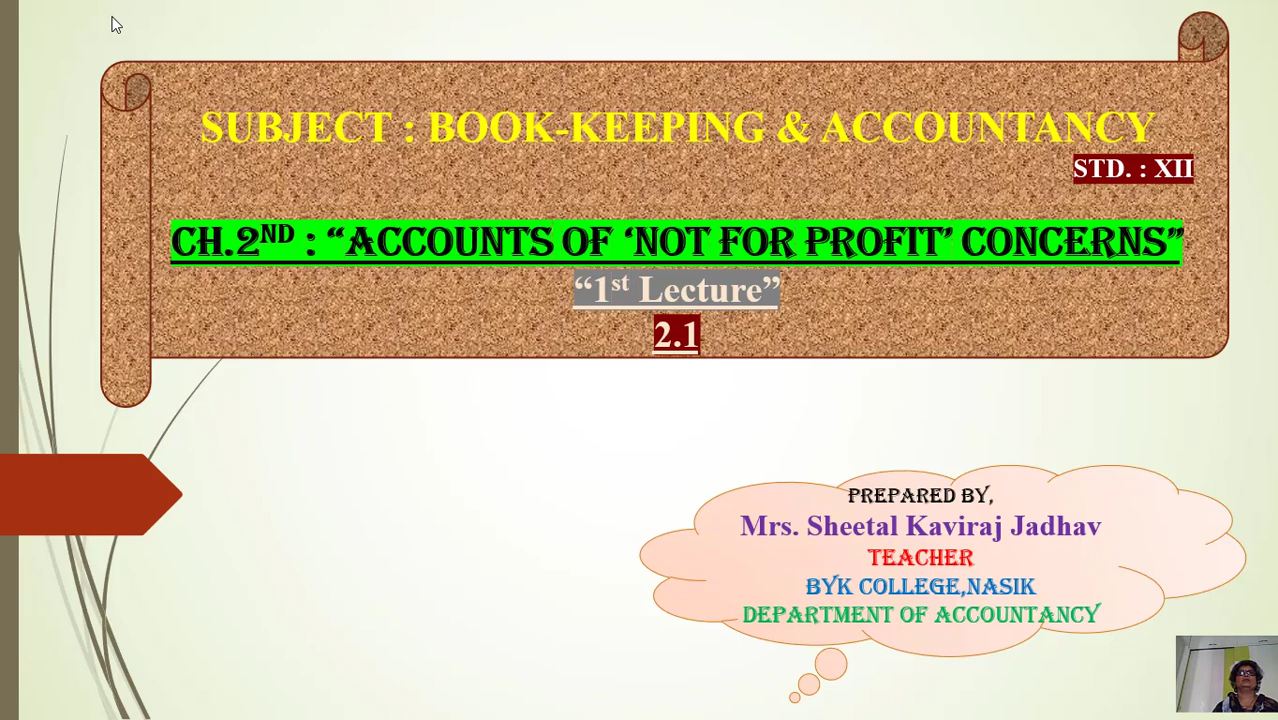 SUBJECT : BOOK-KEEPING & ACCOUNTANCY
STD. : XII
CH.2ND : “ACCOUNTS OF ‘NOT FOR PROFIT’ CONCERNS”
“1st Lecture”
2.1
PREPARED BY,
Mrs. Sheetal Kaviraj Jadhav
TEACHER
BYK COLLEGE,NASIK
DEPARTMENT OF ACCOUNTANCY